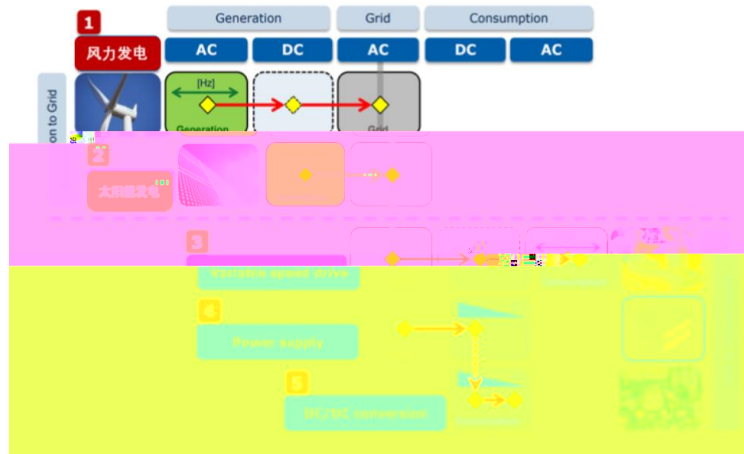 1
Generation
Grid
Consumption
风力发电
AC
DC
AC
DC
AC
on to Grid
[Hz]
Generation
Grid
2
太阳能发电
3
Variable speed drive
4
Power supply
5
DC/DC conversion